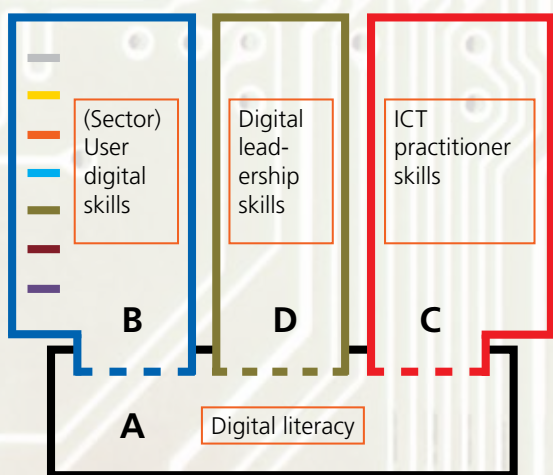 (Sector)
User
digital
skills
Digital
lead-
ership
skills
ICT
practitioner
skills
B
D
C
A
Digital literacy